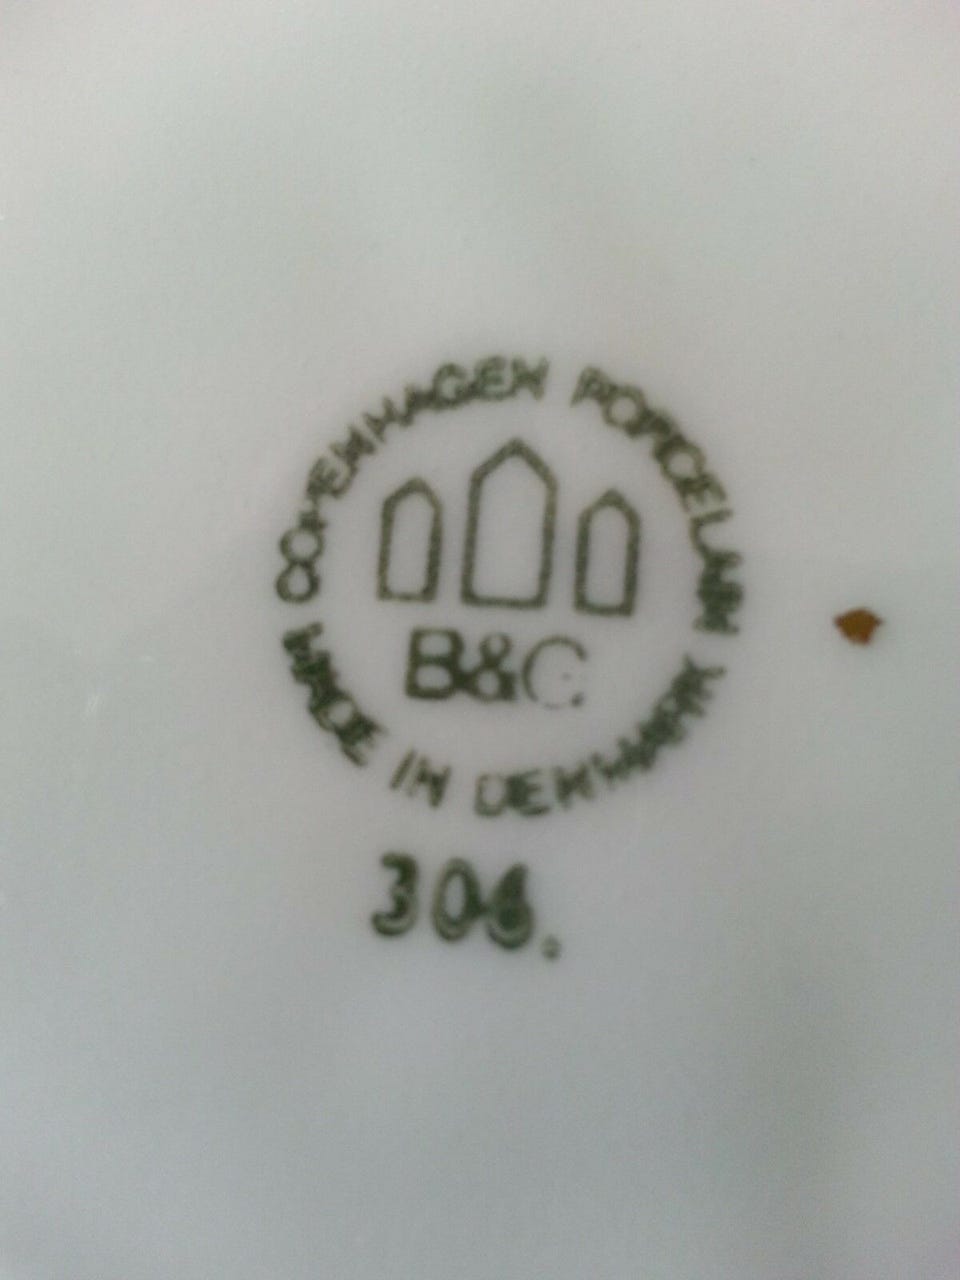 COPENHAGEN PORCELAIN
B&G
MADE IN DENMARK
306.